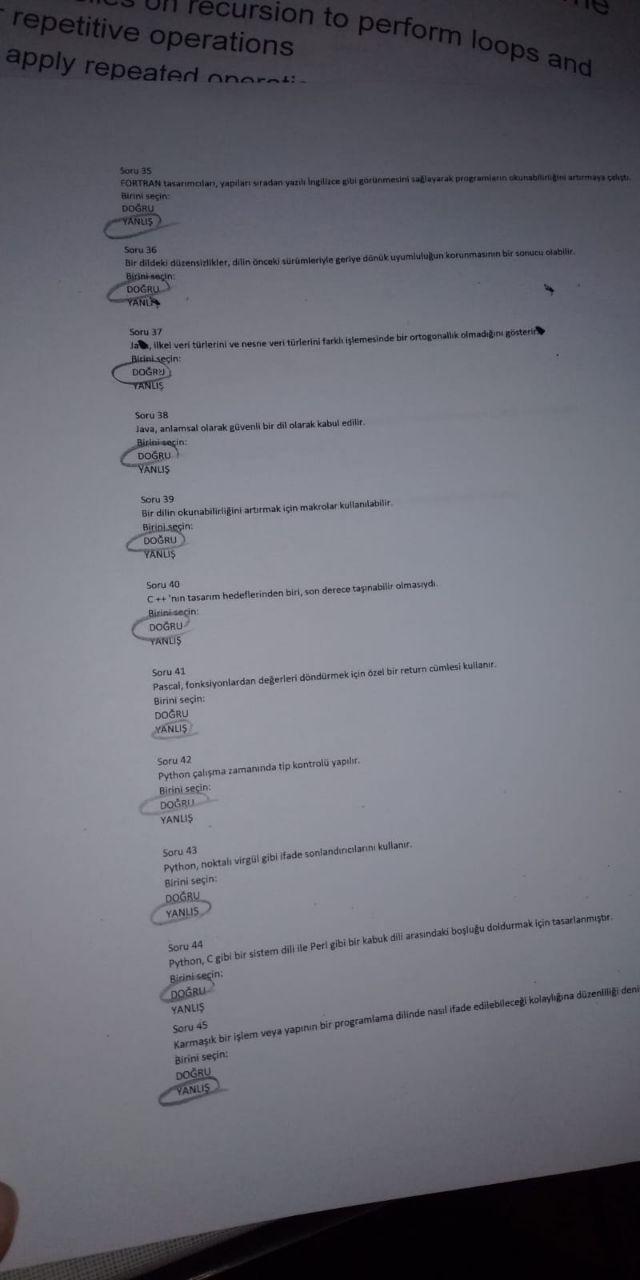 on recursion to perform loops and
repetitive operations
apply repeated
Soru 35
FORTRAN tasarımcıları, yapıları sıradan yazılı İngilizce gibi görünmesini sağlayarak programların okunabilirliğini artırmaya çalıştı.
Birini seçin:
DOĞRU
YANLIŞ
Soru 36
Bir dildeki düzensizlikler, dilin önceki sürümleriyle geriye dönük uyumluluğun korunmasının bir sonucu olabilir.
Birini seçin:
DOĞRU
YANLIŞ
Soru 37
ilkel veri türlerini ve nesne veri türlerini farklı işlemesinde bir ortogonallık olmadığını gösterir
Birini seçin:
DOĞRU
YANLIŞ
Soru 38
Java, anlamsal olarak güvenli bir dil olarak kabul edilir.
Birini seçin:
DOĞRU
YANLIŞ
Soru 39
Bir dilin okunabilirliğini artırmak için makrolar kullanılabilir.
Birini seçin:
DOĞRU
YANLIŞ
Soru 40
C ++ 'nın tasarım hedeflerinden biri, son derece taşınabilir olmasıydı.
Birini seçin:
DOĞRU
YANLIŞ
Soru 41
Pascal, fonksiyonlardan değerleri döndürmek için özel bir return cümlesi kullanır.
Birini seçin:
DOĞRU
YANLIŞ
Soru 42
Python çalışma zamanında tip kontrolü yapılır.
Birini seçin:
DOĞRU
YANLIŞ
Soru 43
Python, noktalı virgül gibi ifade sonlandırıcılarını kullanır.
Birini seçin:
DOĞRU
YANLIŞ
Soru 44
Python, C gibi bir sistem dili ile Perl gibi bir kabuk dili arasındaki boşluğu doldurmak için tasarlanmıştır.
Birini seçin:
DOĞRU
YANLIŞ
Soru 45
Karmaşık bir işlem veya yapının bir programlama dilinde nasıl ifade edilebileceği kolaylığına düzenliliği deni
Birini seçin:
DOĞRU
YANLIŞ